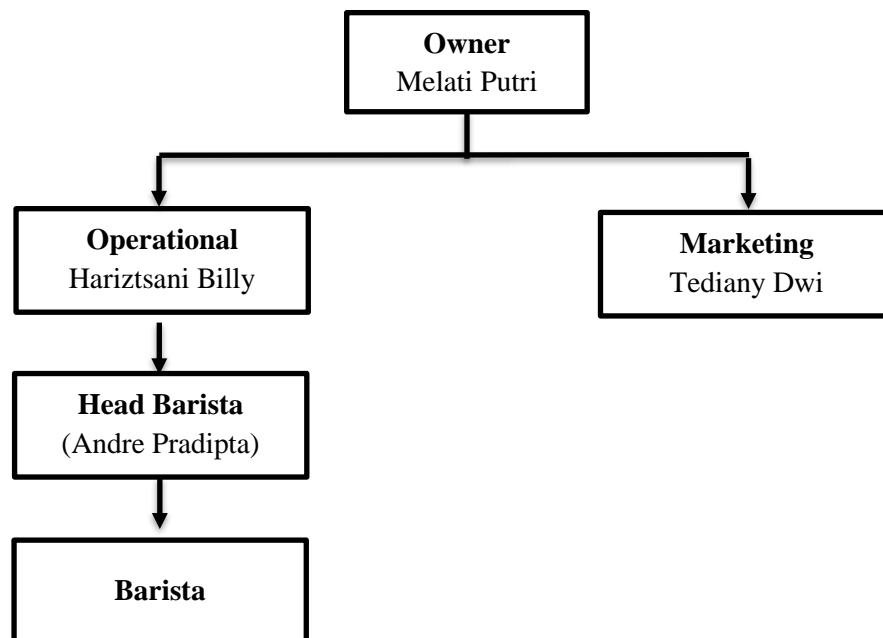 Owner
Melati Putri
Operational
Hariztsani Billy
Marketing
Tediany Dwi
Head Barista
(Andre Pradipta)
Barista